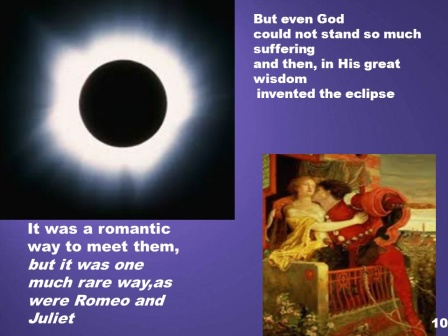 But even God
could not stand so much
suffering
and then, in His great
wisdom
invented the eclipse
It was a romantic
way to meet them,
but it was one
much rare way,as
were Romeo and
Juliet
10